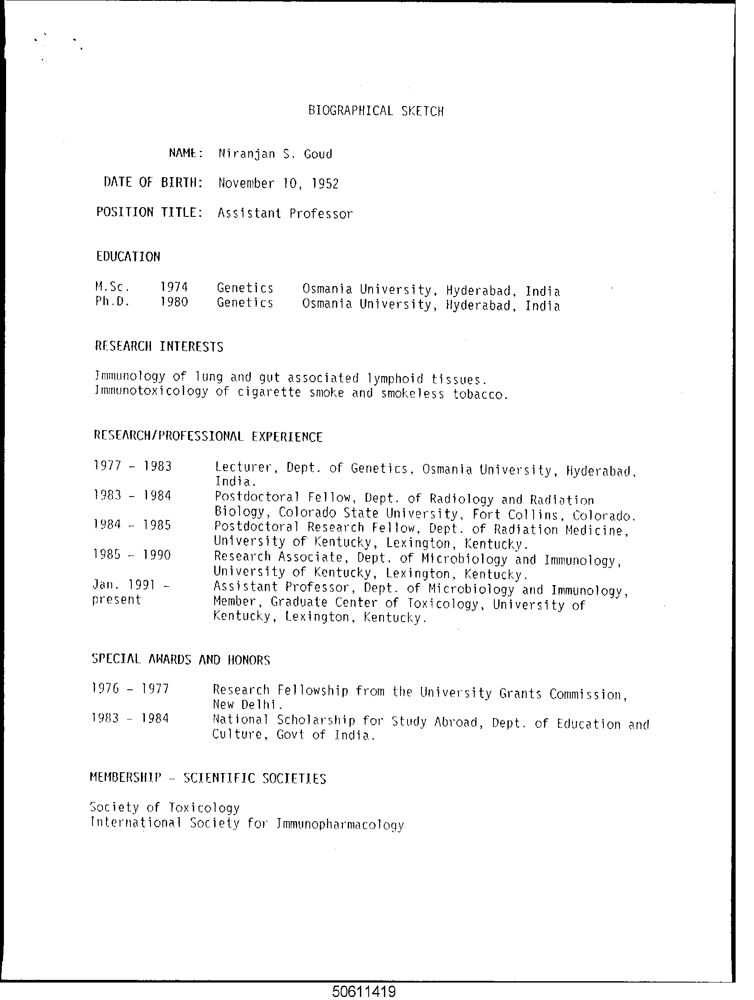 BIOGRAPHICAL SKETCH
NAME: Niranjan S. Goud
DATE OF BIRTH: November 10, 1952
POSITION TITLE: Assistant Professor
EDUCATION
M.Sc. 1974 Genetics Osmania University, Hyderabad, India
Ph.D. 1980 Genetics Osmania University, Hyderabad, India
RESEARCH INTERESTS
Immunology of lung and gut associated lymphoid tissues.
Immunotoxicology of cigarette smoke and smokeless tobacco.
RESEARCH/PROFESSIONAL EXPERIENCE
1977 - 1983 Lecturer, Dept. of Genetics, Osmania University, Hyderabad,
India.
1983 - 1984 Postdoctoral Fellow, Dept. of Radiology and Radiation
Biology, Colorado State University, Fort Collins, Colorado.
1984 - 1985 Postdoctoral Research Fellow, Dept. of Radiation Medicine,
University of Kentucky, Lexington, Kentucky.
1985 - 1990 Research Associate, Dept. of Microbiology and Immunology,
University of Kentucky, Lexington, Kentucky.
Jan. 1991 - Assistant Professor, Dept. of Microbiology and Immunology,
present Member, Graduate Center of Toxicology, University of
Kentucky, Lexington, Kentucky.
SPECIAL AWARDS AND HONORS
1976 - 1977 Research Fellowship from the University Grants Commission,
New Delhi.
1983 - 1984 National Scholarship for Study Abroad, Dept. of Education and
Culture, Govt of India.
MEMBERSHIP - SCIENTIFIC SOCIETIES
Society of Toxicology
International Society for Immunopharmacology
50611419